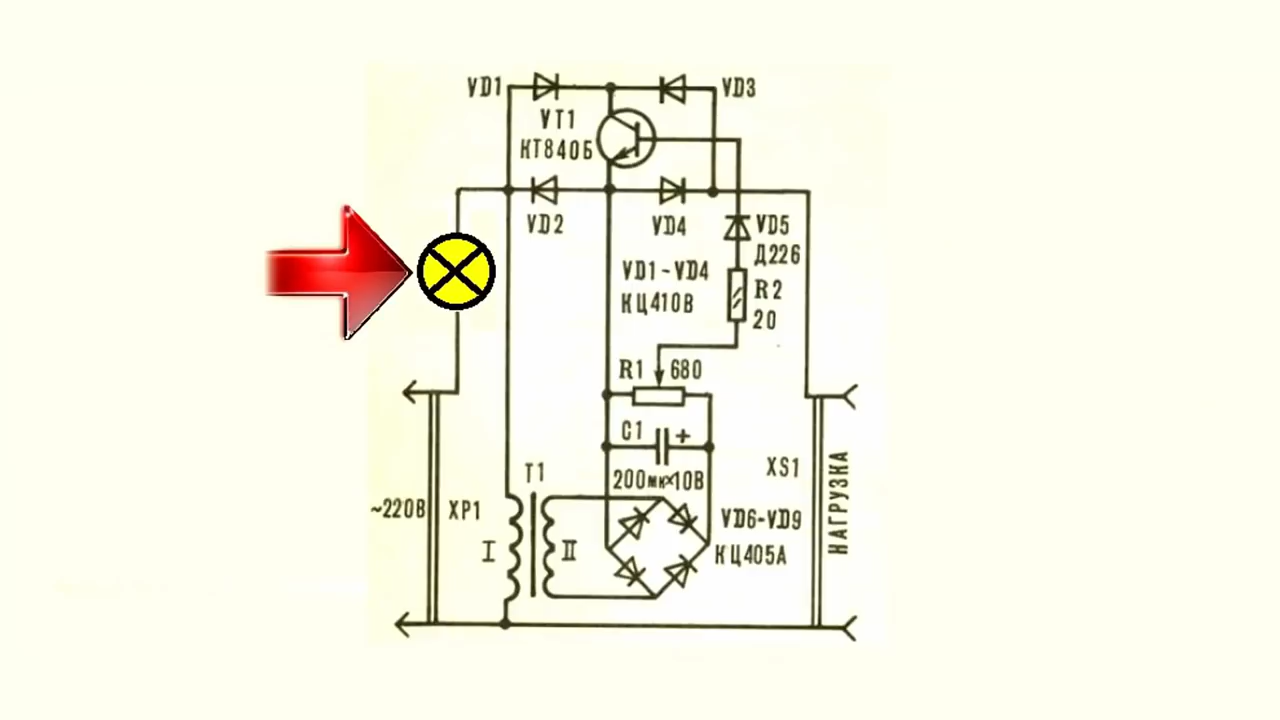 VD1
VD3
VT1
КТ840Б
VD2
VD4
VD5
Д226
VD1-VD4
КЦ410В
R2
20
R1 680
C1 +
200мк×10В
T1
XS1
НАГРУЗКА
~220В
XP1
I
II
VD6-VD9
КЦ405А